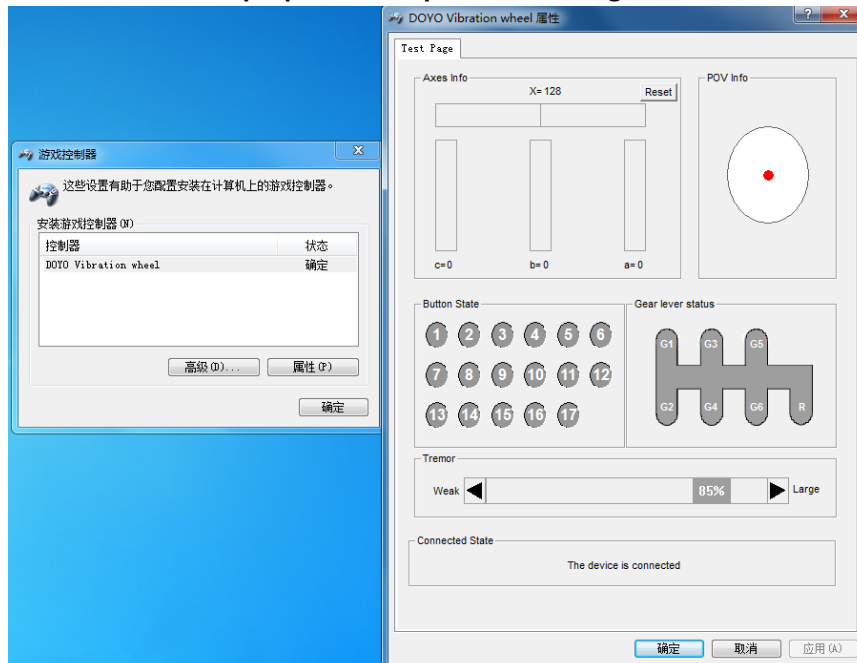 游戏控制器
这些设置有助于您配置安装在计算机上的游戏控制器。
安装游戏控制器(N)
控制器 状态
DOYO Vibration wheel 确定
高级(D)... 属性(P)
确定
DOYO Vibration wheel 属性
Test Page
Axes Info
X= 128
Reset
c= 0 b= 0 a= 0
POV Info
Button State
1 2 3 4 5 6
7 8 9 10 11 12
13 14 15 16 17
Gear lever status
G1 G3 G5
G2 G4 G6 R
Tremor
Weak 85% Large
Connected State
The device is connected
确定 取消 应用(A)